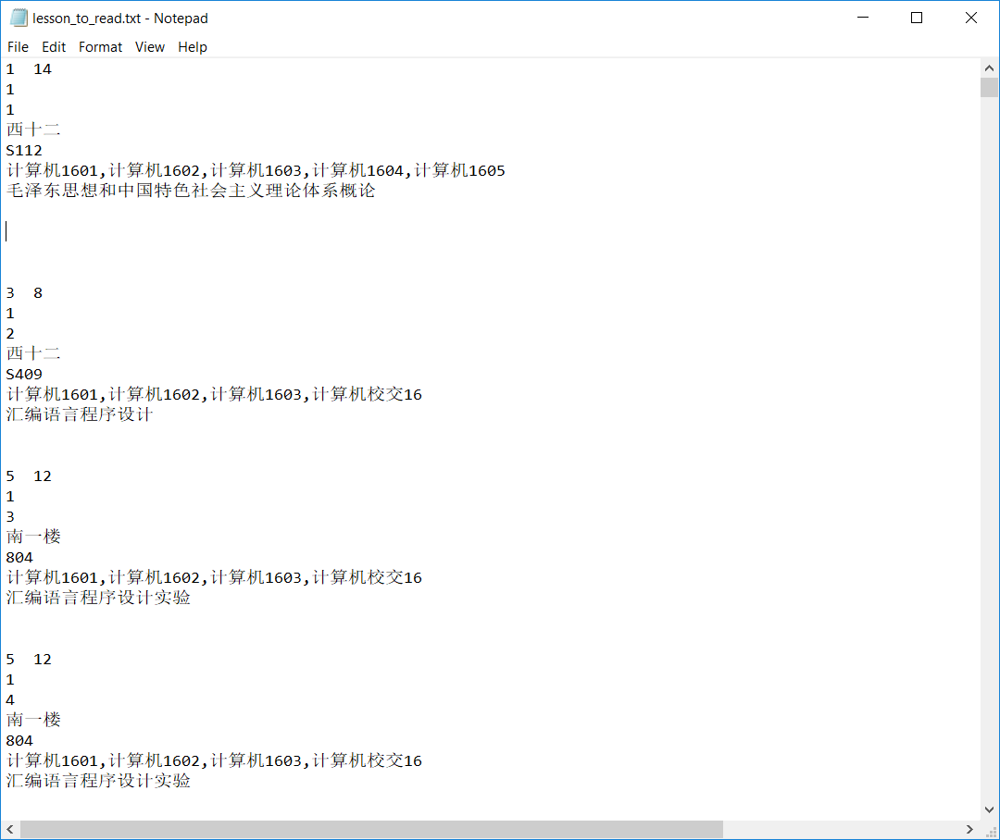 lesson_to_read.txt - Notepad
File Edit Format View Help
1  14
1
1
西十二
S112
计算机1601,计算机1602,计算机1603,计算机1604,计算机1605
毛泽东思想和中国特色社会主义理论体系概论
3  8
1
2
西十二
S409
计算机1601,计算机1602,计算机1603,计算机校交16
汇编语言程序设计
5  12
1
3
南一楼
804
计算机1601,计算机1602,计算机1603,计算机校交16
汇编语言程序设计实验
5  12
1
4
南一楼
804
计算机1601,计算机1602,计算机1603,计算机校交16
汇编语言程序设计实验